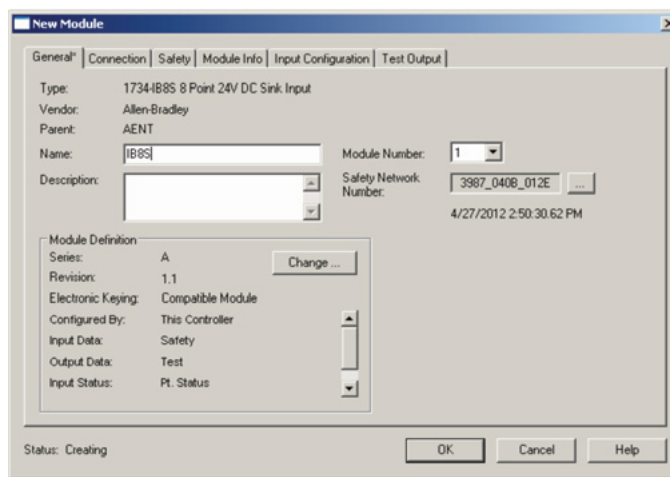 New Module
General* Connection Safety Module Info Input Configuration Test Output
Type: 1734-IB8S 8 Point 24V DC Sink Input
Vendor: Allen-Bradley
Parent: AENT
Name: IB8S Module Number: 1
Description: Safety Network Number: 3987_040B_012E ...
4/27/2012 2:50:30.62 PM
Module Definition
Series: A Change ...
Revision: 1.1
Electronic Keying: Compatible Module
Configured By: This Controller
Input Data: Safety
Output Data: Test
Input Status: Pt. Status
Status: Creating OK Cancel Help